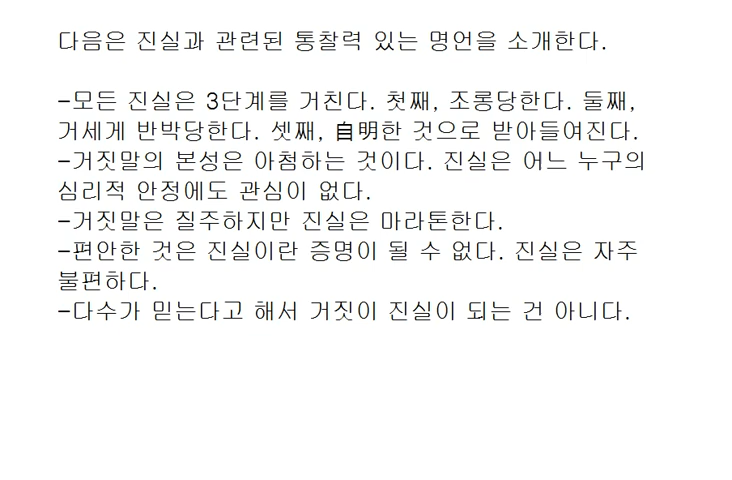 다음은 진실과 관련된 통찰력 있는 명언을 소개한다.
-모든 진실은 3단계를 거친다. 첫째, 조롱당한다. 둘째,
거세게 반박당한다. 셋째, 自明한 것으로 받아들여진다.
-거짓말의 본성은 아첨하는 것이다. 진실은 어느 누구의
심리적 안정에도 관심이 없다.
-거짓말은 질주하지만 진실은 마라톤한다.
-편안한 것은 진실이란 증명이 될 수 없다. 진실은 자주
불편하다.
-다수가 믿는다고 해서 거짓이 진실이 되는 건 아니다.